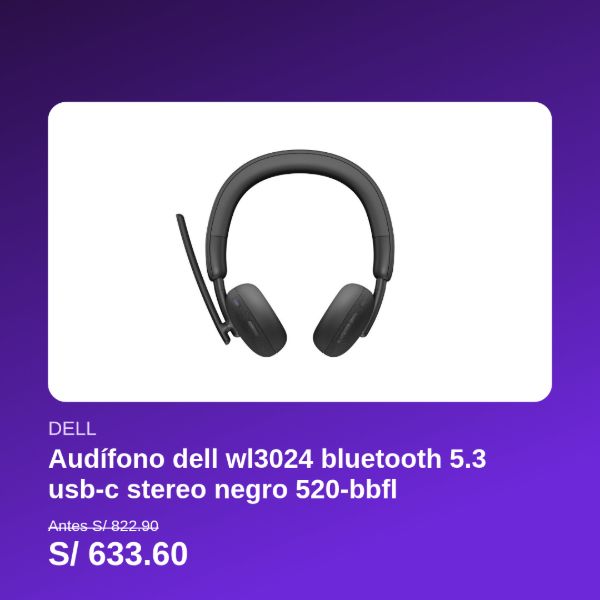 DELL
Audífono dell wl3024 bluetooth 5.3
usb-c stereo negro 520-bbfl
Antes S/ 822.90
S/ 633.60